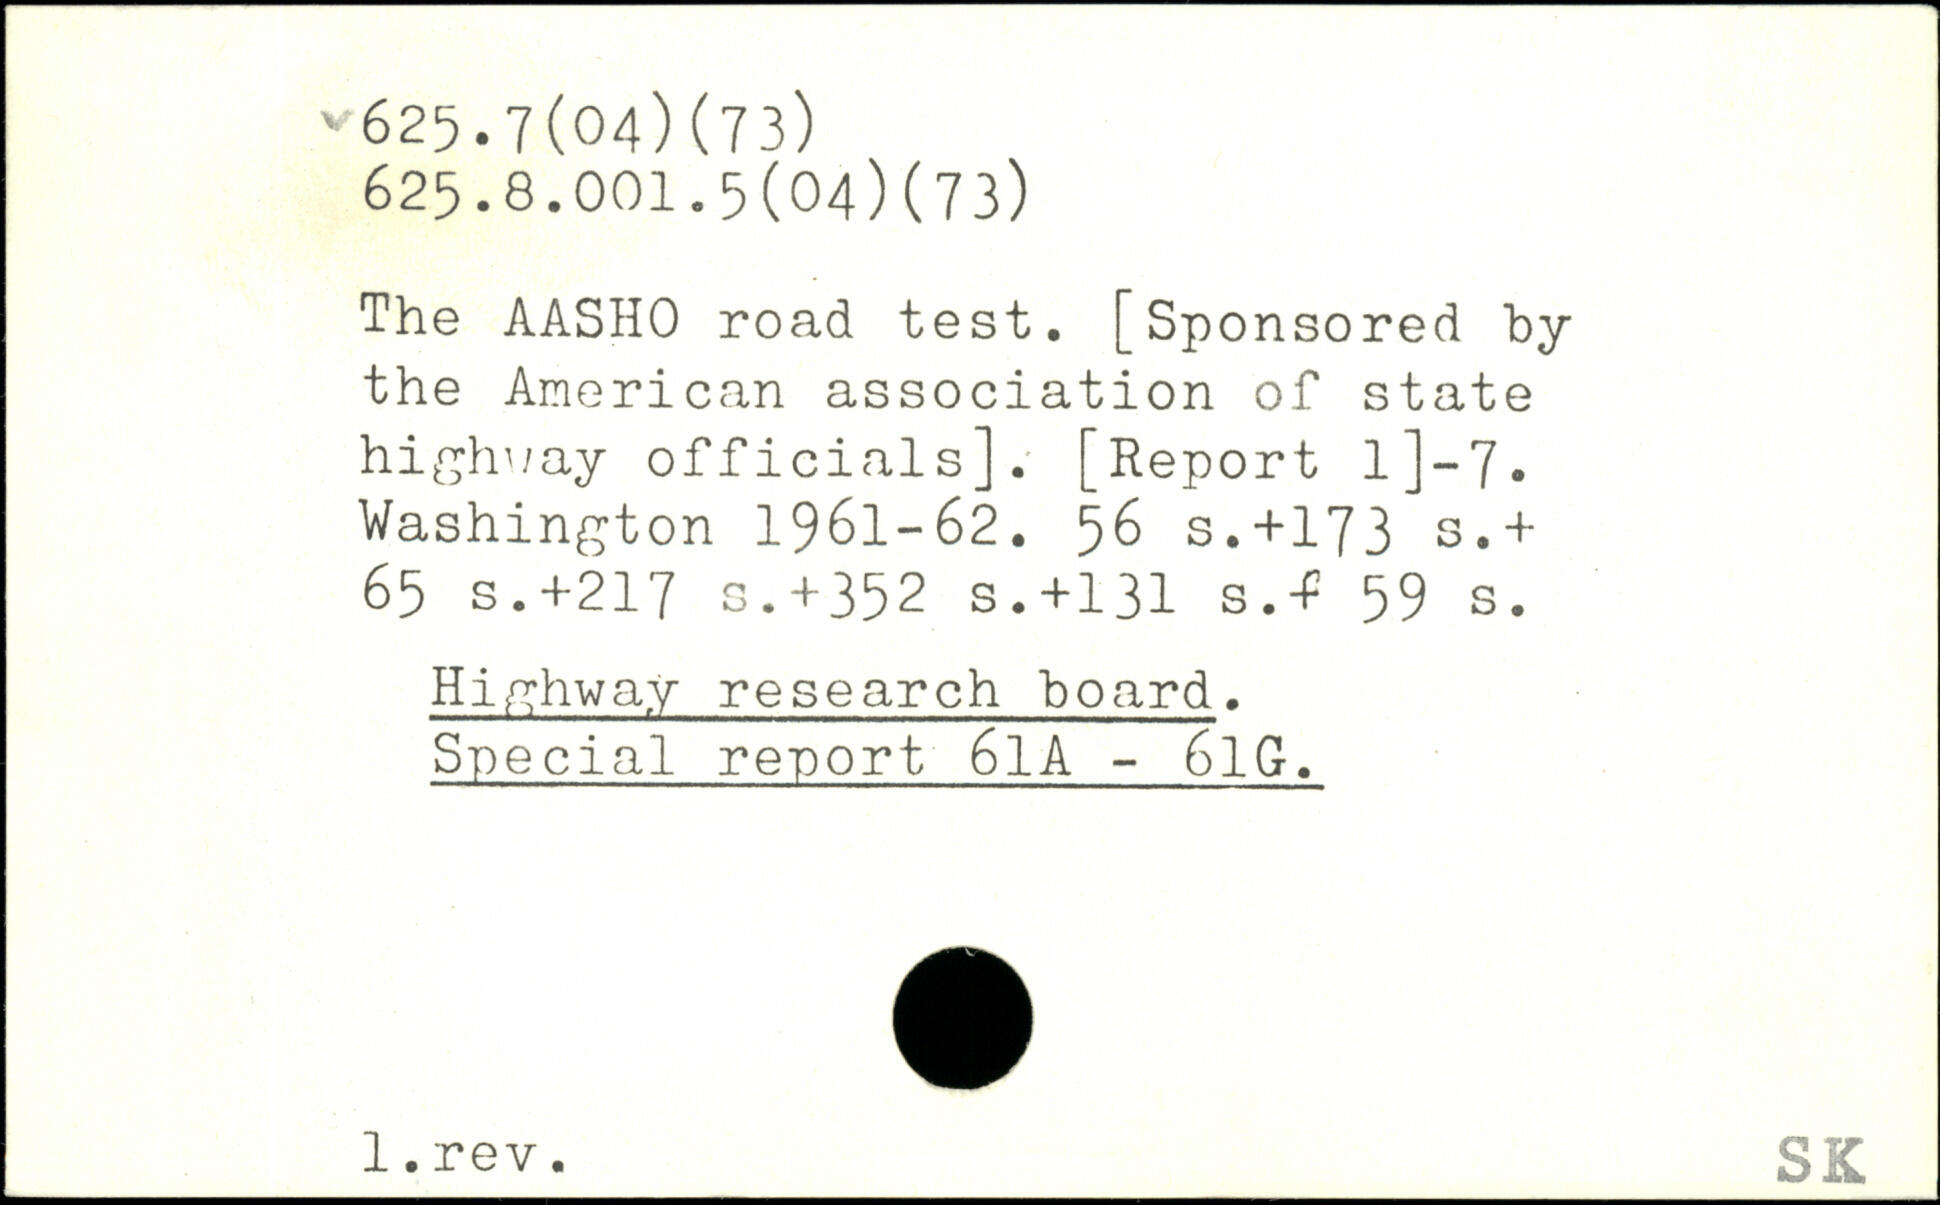 625.7(04)(73)
625.8.001.5(04)(73)
The AASHO road test. [Sponsored by
the American association of state
highway officials]. [Report 1]-7.
Washington 1961-62. 56 s.+173 s.+
65 s.+217 s.+352 s.+131 s.+ 59 s.
Highway research board.
Special report 61A - 61G.
1.rev.
SK